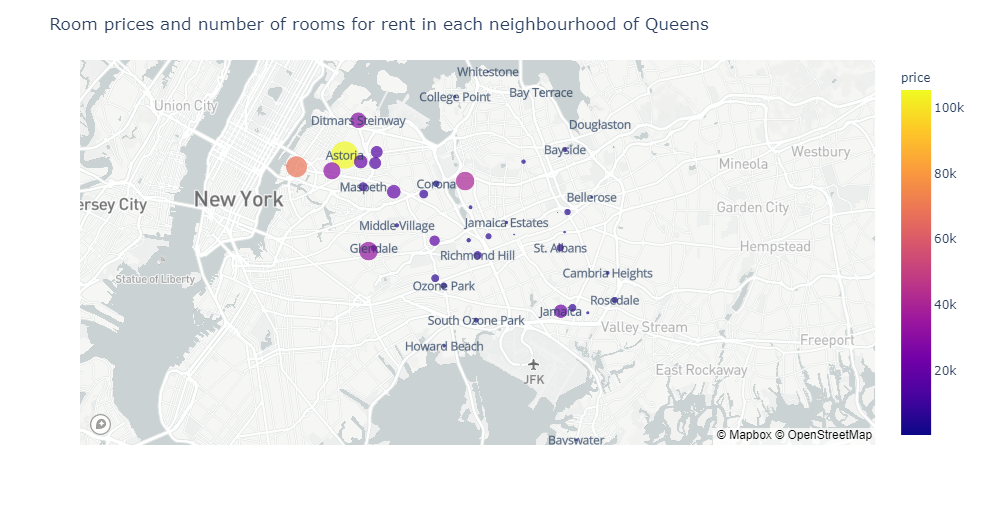 Room prices and number of rooms for rent in each neighbourhood of Queens
price
Whitestone
College Point
Bay Terrace
Union City
100k
Ditmars Steinway
Douglaston
Astoria
Bayside
Westbury
Mineola
80k
Maspeth
Corona
New York
ersey City
Bellerose
Garden City
Middle Village
Jamaica Estates
60k
Glendale
Richmond Hill
St. Albans
Hempstead
Statue of Liberty
Cambria Heights
Ozone Park
40k
Rosedale
Jamaica
South Ozone Park
Valley Stream
Howard Beach
Freeport
20k
JFK
East Rockaway
Bayswater
© Mapbox © OpenStreetMap